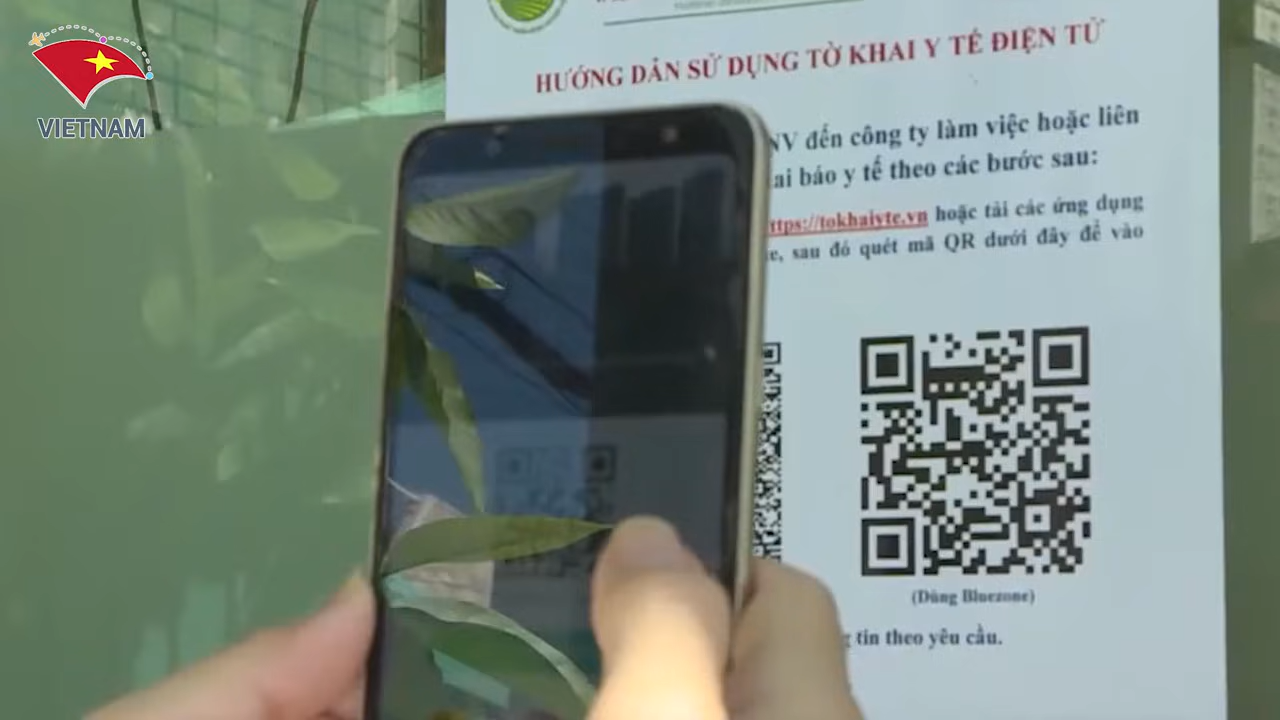 VIETNAM
HƯỚNG DẪN SỬ DỤNG TỜ KHAI Y TẾ ĐIỆN TỬ
NV đến công ty làm việc hoặc liên
ai báo y tế theo các bước sau:
ttps://tokhaiyte.vn hoặc tải các ứng dụng
e, sau đó quét mã QR dưới đây để vào
(Dùng Bluezone)
tin theo yêu cầu.